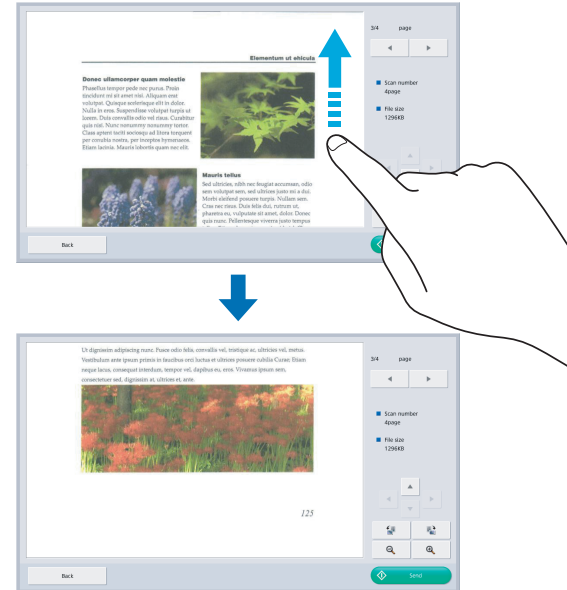 3/4 page
Scan number
4page
File size
1296KB
Elementum ut ehicula
Donec ullamcorper quam molestie
Phasellus tempor pede nec purus. Proin
tincidunt mi sit amet nisi. Aliquam erat
volutpat. Quisque scelerisque elit in dolor.
Nulla in eros. Suspendisse volutpat turpis ut
lorem. Duis convallis odio vel risus. Curabitur
quis nisl. Nunc nonummy nonummy tortor.
Class aptent taciti sociosqu ad litora torquent
per conubia nostra, per inceptos hymenaeos.
Etiam lacinia. Mauris lobortis quam nec elit.
Mauris tellus
Sed ultricies, nibh nec feugiat accumsan, odio
sem volutpat sem, sed ultrices justo mi a dui.
Morbi eleifend posuere turpis. Nullam sem.
Cras nec risus. Duis felis dui, rutrum ut,
pharetra eu, vulputate sit amet, dolor. Donec
quis nunc. Pellentesque viverra justo tempus
Back
Ut dignissim adipiscing nunc. Fusce odio felis, convallis vel, tristique ac, ultricies vel, metus.
Vestibulum ante ipsum primis in faucibus orci luctus et ultrices posuere cubilia Curae; Etiam
neque lacus, consequat interdum, tempor vel, dapibus eu, eros. Vivamus ipsum sem,
consectetuer sed, dignissim at, ultrices et, ante.
125
3/4 page
Scan number
4page
File size
1296KB
Back
Send